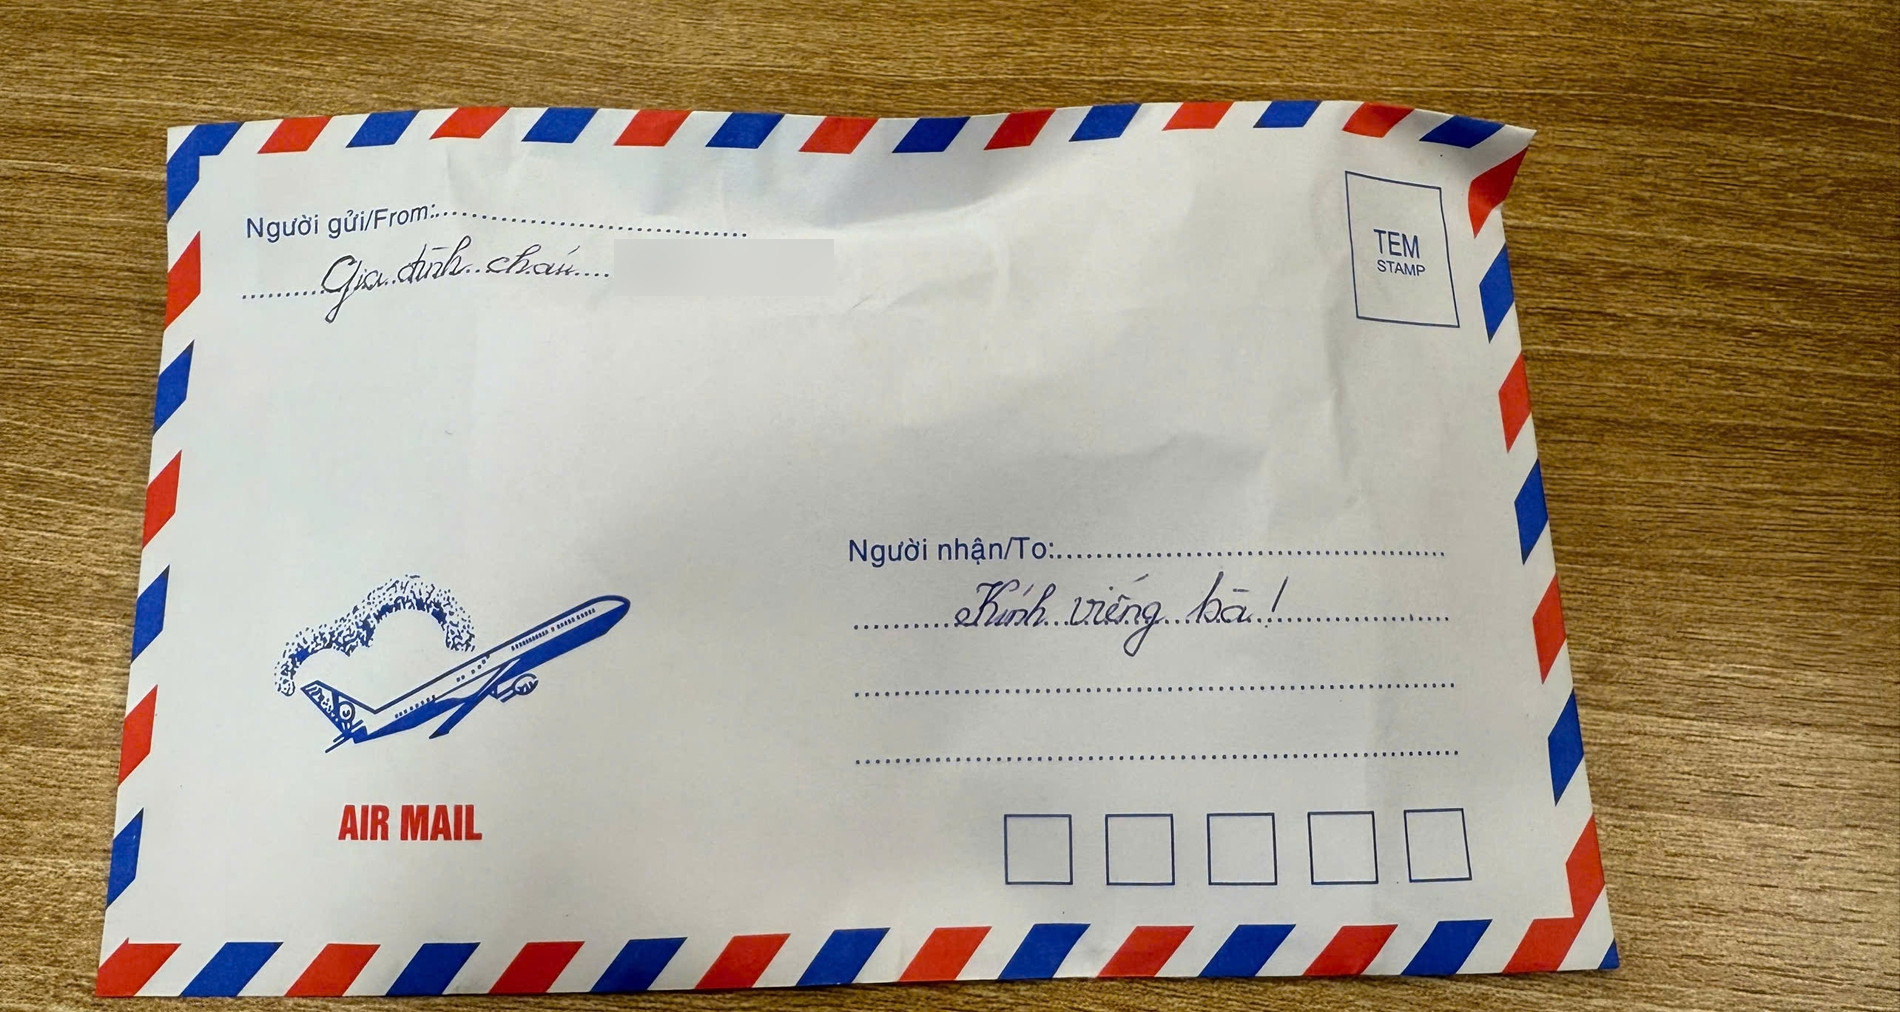 Người gửi/From:
Gia đình cháu
TEM
STAMP
Người nhận/To:
Kính viếng bà!
AIR MAIL